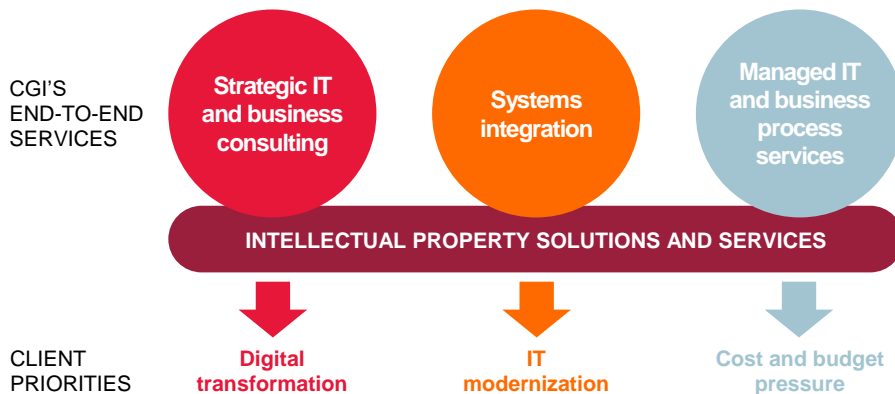 CGI'S
END-TO-END
SERVICES
Strategic IT
and business
consulting
Systems
integration
Managed IT
and business
process
services
INTELLECTUAL PROPERTY SOLUTIONS AND SERVICES
CLIENT
PRIORITIES
Digital
transformation
IT
modernization
Cost and budget
pressure